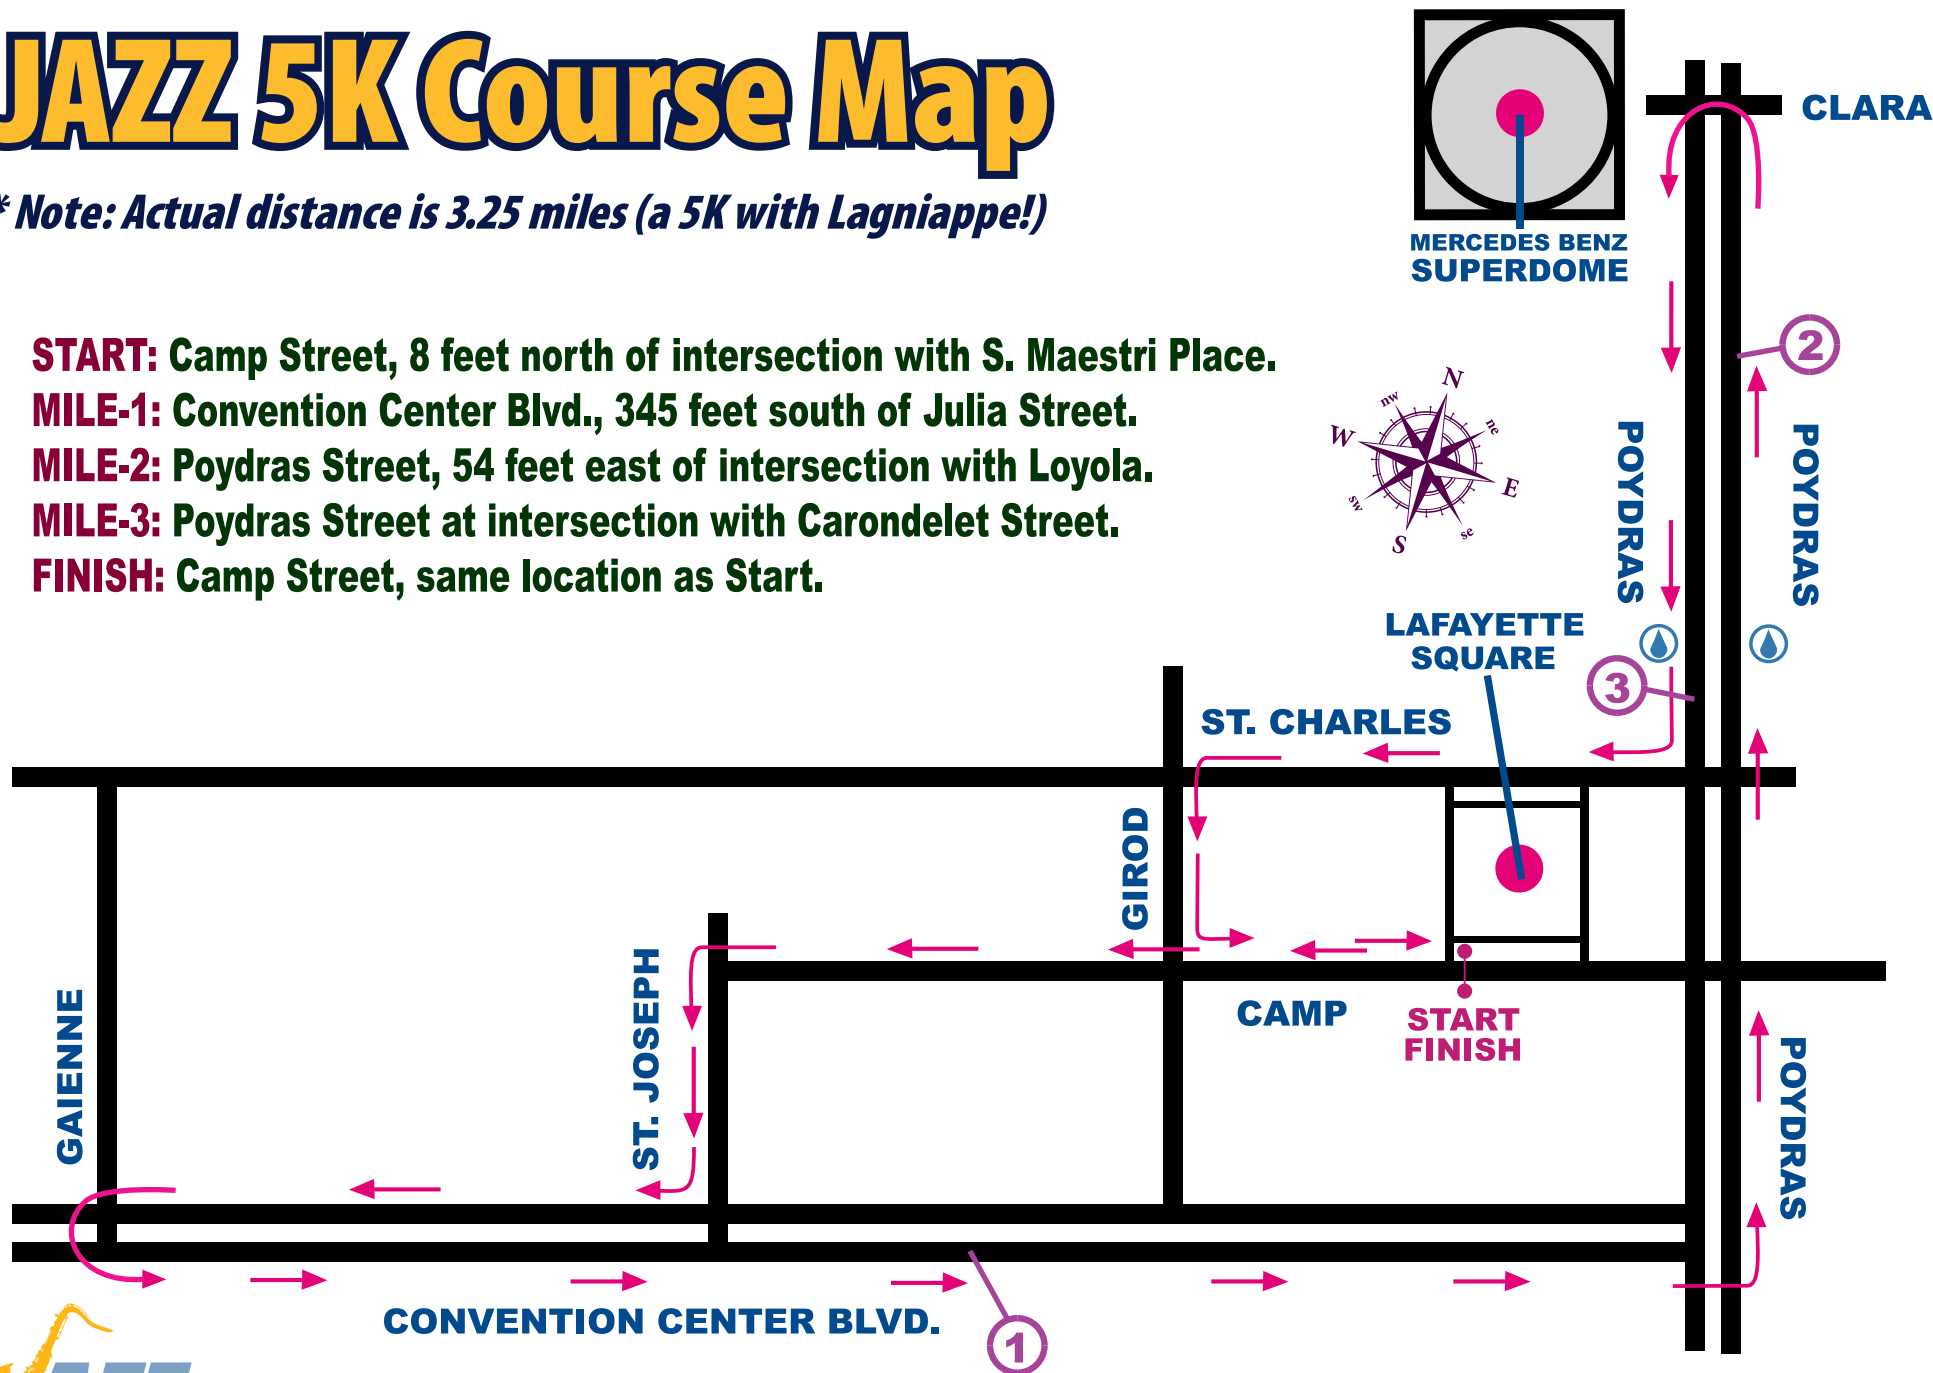 JAZZ 5K Course Map
* Note: Actual distance is 3.25 miles (a 5K with Lagniappe!)
START: Camp Street, 8 feet north of intersection with S. Maestri Place.
MILE-1: Convention Center Blvd., 345 feet south of Julia Street.
MILE-2: Poydras Street, 54 feet east of intersection with Loyola.
MILE-3: Poydras Street at intersection with Carondelet Street.
FINISH: Camp Street, same location as Start.
CLARA
MERCEDES BENZ
SUPERDOME
2
N
nw
ne
W
E
sw
se
S
POYDRAS
POYDRAS
LAFAYETTE
SQUARE
3
ST. CHARLES
GIROD
CAMP
START
FINISH
ST. JOSEPH
GAIENNE
POYDRAS
CONVENTION CENTER BLVD.
1